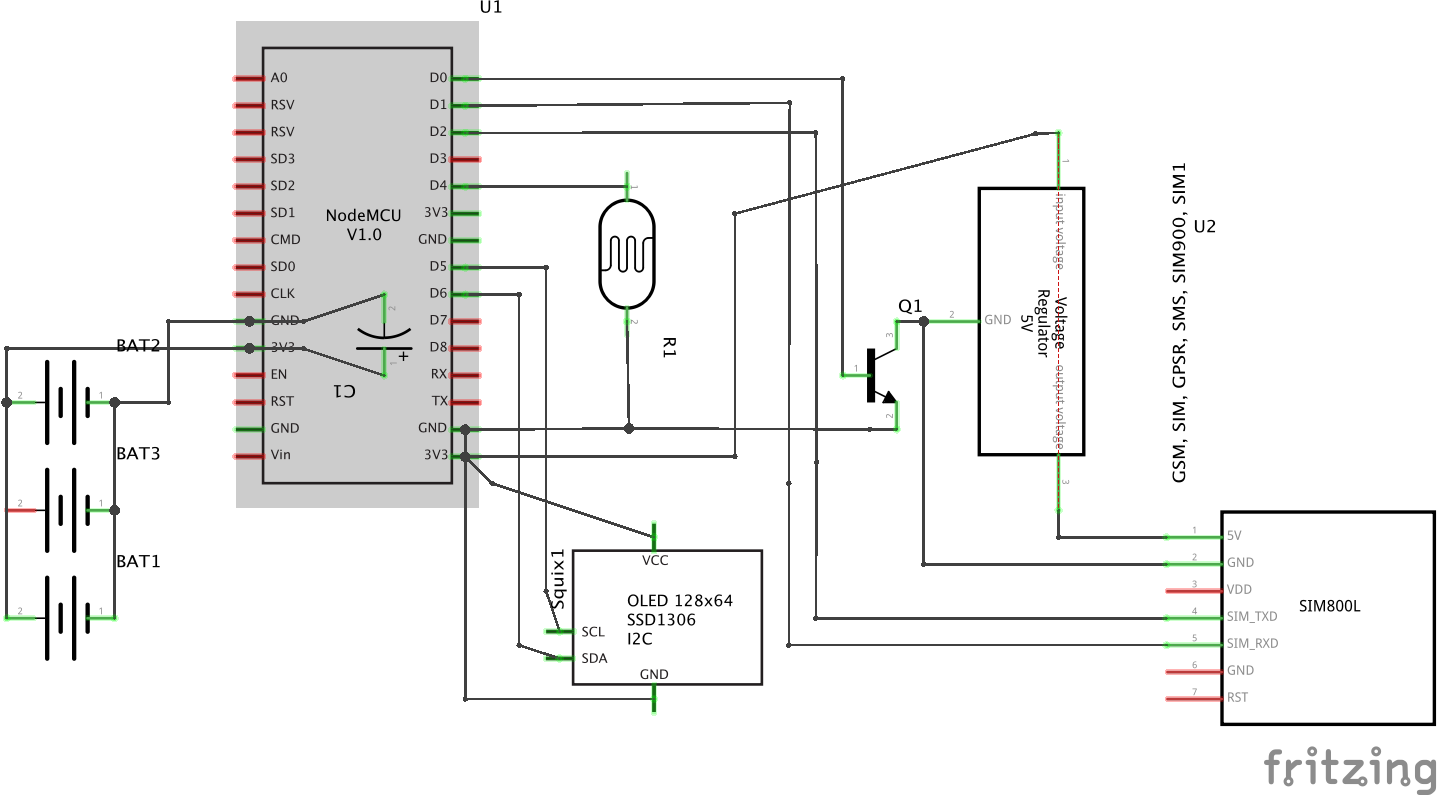 U1
A0
RSV
RSV
SD3
SD2
SD1
CMD
SD0
CLK
GND
3V3
EN
RST
GND
Vin
NodeMCU
V1.0
D0
D1
D2
D3
D4
3V3
GND
D5
D6
D7
D8
RX
TX
GND
3V3
2
1
+
C1
BAT2
2
1
BAT3
2
1
BAT1
2
1
1
2
R1
Q1
1
3
2
1
input voltage
2
GND
Voltage
Regulator
5V
output voltage
3
U2
GSM, SIM, GPSR, SMS, SIM900, SIM1
Squix1
VCC
OLED 128x64
SSD1306
I2C
SCL
SDA
GND
1
5V
2
GND
3
VDD
4
SIM_TXD
5
SIM_RXD
6
GND
7
RST
SIM800L
fritzing